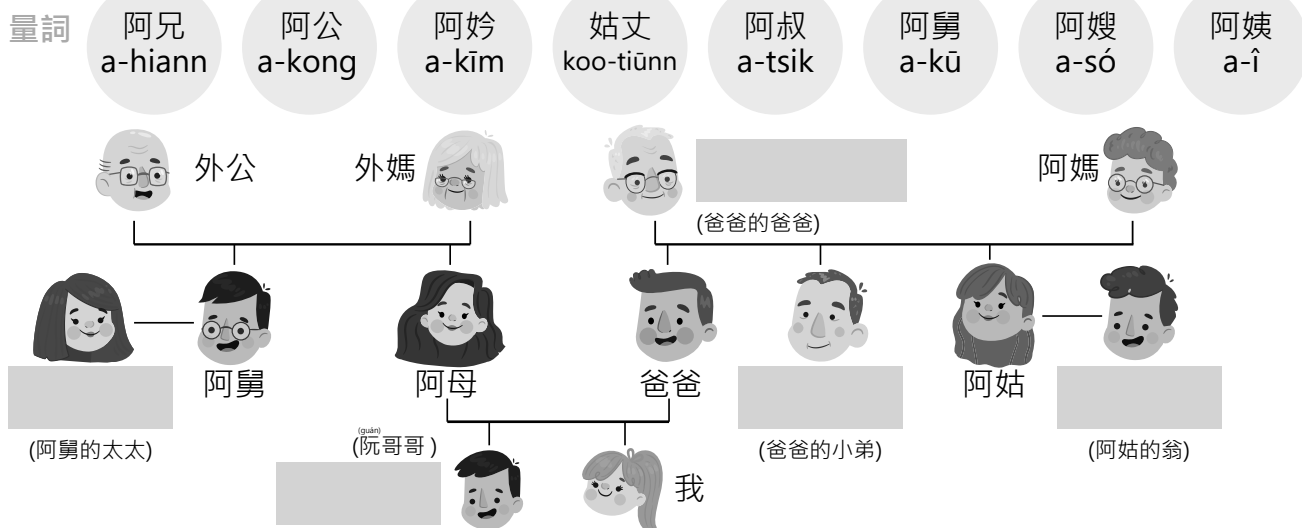 量詞
阿兄
a-hiann
阿公
a-kong
阿妗
a-kīm
姑丈
koo-tiūnn
阿叔
a-tsik
阿舅
a-kū
阿嫂
a-só
阿姨
a-î
外公
外媽
阿媽
(爸爸的爸爸)
阿舅
阿母
爸爸
阿姑
(阿舅的太太)
(guán)
(阮哥哥 )
(爸爸的小弟)
(阿姑的翁)
我